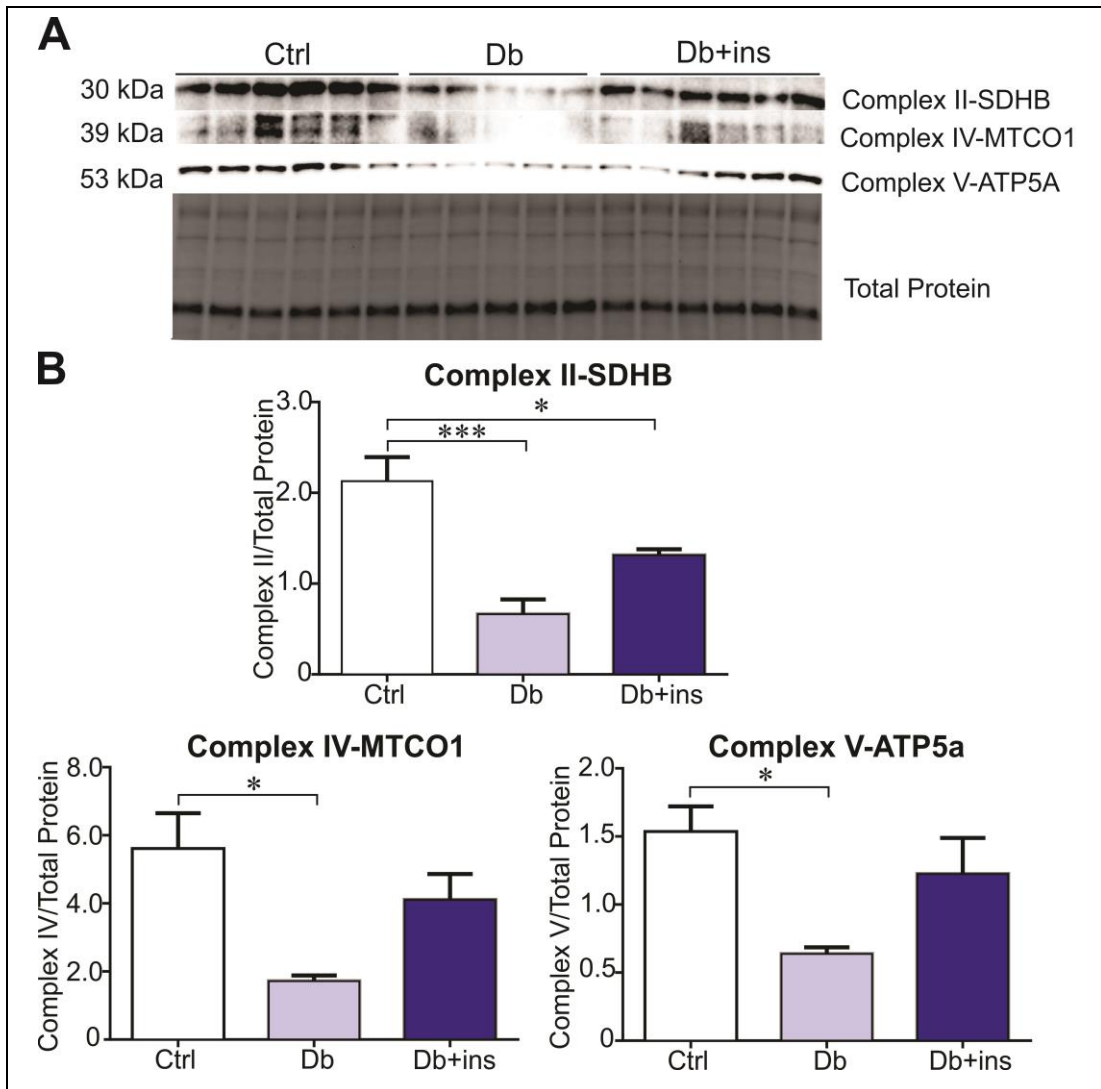 A
Ctrl Db Db+ins
30 kDa Complex II-SDHB
39 kDa Complex IV-MTCO1
53 kDa Complex V-ATP5A
Total Protein
B
Complex II-SDHB
Complex II/Total Protein
3.0
2.0
1.0
0
*
***
Ctrl Db Db+ins
Complex IV-MTCO1
Complex IV/Total Protein
8.0
6.0
4.0
2.0
0
*
Ctrl Db Db+ins
Complex V-ATP5a
Complex V/Total Protein
2.0
1.5
1.0
0.5
0
*
Ctrl Db Db+ins